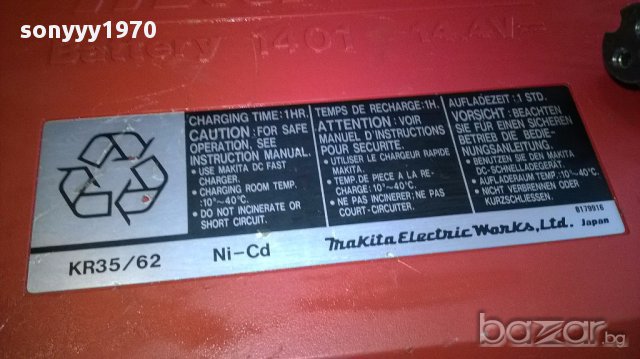 sonyyy1970
Battery 1401
CHARGING TIME:1HR.
CAUTION:FOR SAFE
OPERATION, SEE
INSTRUCTION MANUAL.
• USE MAKITA DC FAST
CHARGER.
• CHARGING ROOM TEMP.
10°~40℃.
• DO NOT INCINERATE OR
SHORT CIRCUIT.
TEMPS DE RECHARGE:1H.
ATTENTION:VOIR
MANUEL D'INSTRUCTIONS
POUR SECURITE.
• UTILISER LE CHARGEUR RAPIDE
MAKITA.
• TEMP.DE PIECE A LA RE-
CHARGE:10°~40℃.
• NE PAS INCINERER; NE PAS
COURT-CIRCUITER.
AUFLADEZEIT:1 STD.
VORSICHT:BEACHTEN
SIE FÜR EINEN SICHEREN
BETRIEB DIE BEDIE-
NUNGSANLEITUNG.
• BENUTZEN SIE DEN MAKITA
DC-SCHNELLADEGERÄT.
• AUFLADERAUM TEMP.:10°~40℃
• NICHT VERBRENNEN ODER
KURZSCHLIESSEN.
8179516
KR35/62 Ni-Cd makita Electric Works,Ltd. Japan
bazar.bg